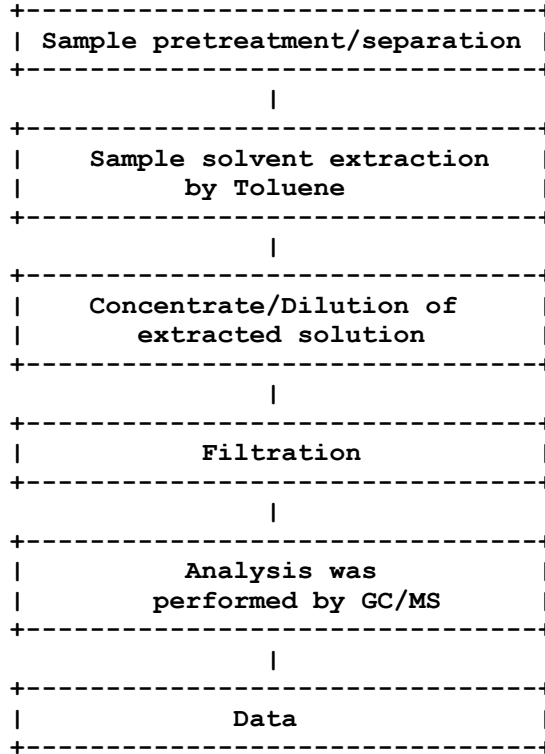 Sample pretreatment/separation
Sample solvent extraction
by Toluene
Concentrate/Dilution of
extracted solution
Filtration
Analysis was
performed by GC/MS
Data